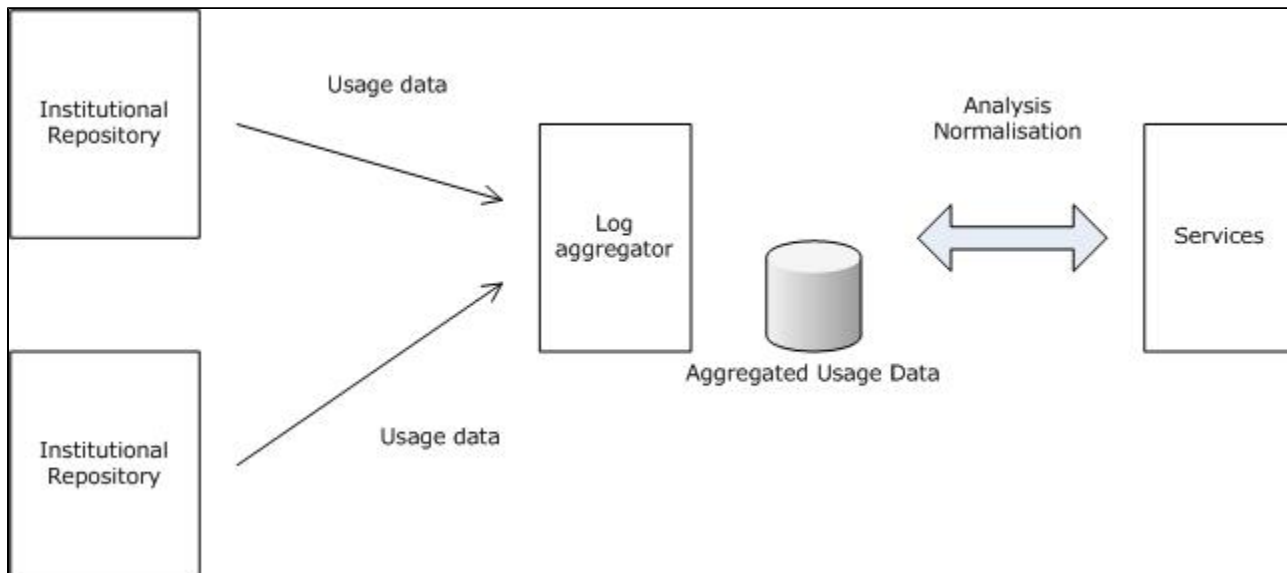 Institutional
Repository
Usage data
Log
aggregator
Aggregated Usage Data
Analysis
Normalisation
Services
Institutional
Repository
Usage data